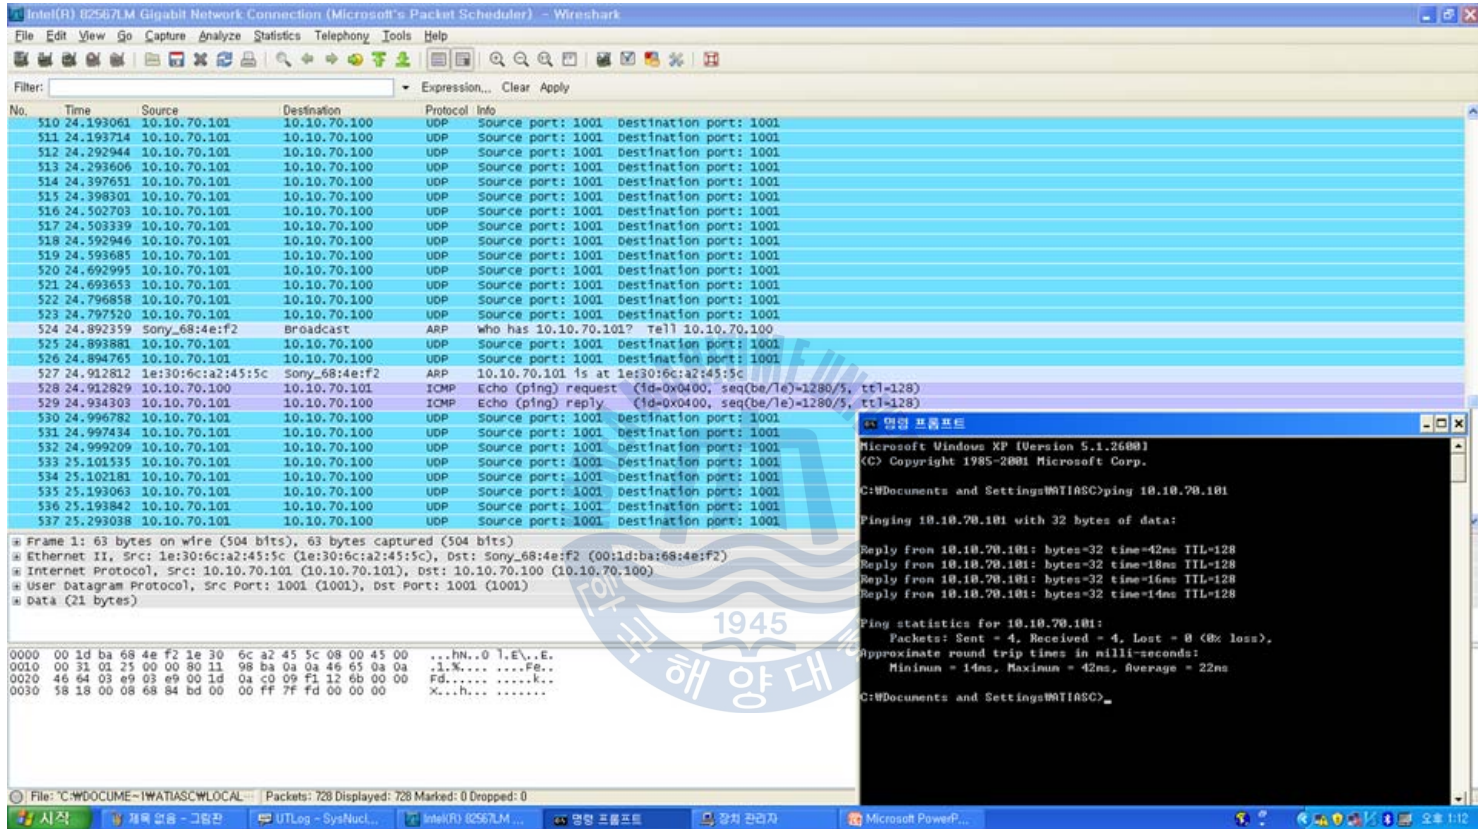 Intel(R) 82567LM Gigabit Network Connection (Microsoft's Packet Scheduler) - Wireshark
File Edit View Go Capture Analyze Statistics Telephony Tools Help
Filter: Expression... Clear Apply
No. Time Source Destination Protocol Info
510 24.193061 10.10.70.101 10.10.70.100 UDP Source port: 1001 Destination port: 1001
511 24.193714 10.10.70.101 10.10.70.100 UDP Source port: 1001 Destination port: 1001
512 24.292944 10.10.70.101 10.10.70.100 UDP Source port: 1001 Destination port: 1001
513 24.293606 10.10.70.101 10.10.70.100 UDP Source port: 1001 Destination port: 1001
514 24.397651 10.10.70.101 10.10.70.100 UDP Source port: 1001 Destination port: 1001
515 24.398301 10.10.70.101 10.10.70.100 UDP Source port: 1001 Destination port: 1001
516 24.502703 10.10.70.101 10.10.70.100 UDP Source port: 1001 Destination port: 1001
517 24.503339 10.10.70.101 10.10.70.100 UDP Source port: 1001 Destination port: 1001
518 24.592946 10.10.70.101 10.10.70.100 UDP Source port: 1001 Destination port: 1001
519 24.593685 10.10.70.101 10.10.70.100 UDP Source port: 1001 Destination port: 1001
520 24.692995 10.10.70.101 10.10.70.100 UDP Source port: 1001 Destination port: 1001
521 24.693653 10.10.70.101 10.10.70.100 UDP Source port: 1001 Destination port: 1001
522 24.796858 10.10.70.101 10.10.70.100 UDP Source port: 1001 Destination port: 1001
523 24.797520 10.10.70.101 10.10.70.100 UDP Source port: 1001 Destination port: 1001
524 24.892359 Sony_68:4e:f2 Broadcast ARP Who has 10.10.70.101? Tell 10.10.70.100
525 24.893881 10.10.70.101 10.10.70.100 UDP Source port: 1001 Destination port: 1001
526 24.894765 10.10.70.101 10.10.70.100 UDP Source port: 1001 Destination port: 1001
527 24.912812 1e:30:6c:a2:45:5c Sony_68:4e:f2 ARP 10.10.70.101 is at 1e:30:6c:a2:45:5c
528 24.912829 10.10.70.100 10.10.70.101 ICMP Echo (ping) request (id=0x0400, seq(be/le)=1280/5, ttl=128)
529 24.934303 10.10.70.101 10.10.70.100 ICMP Echo (ping) reply (id=0x0400, seq(be/le)=1280/5, ttl=128)
530 24.996782 10.10.70.101 10.10.70.100 UDP Source port: 1001 Destination port: 1001
531 24.997434 10.10.70.101 10.10.70.100 UDP Source port: 1001 Destination port: 1001
532 24.999209 10.10.70.101 10.10.70.100 UDP Source port: 1001 Destination port: 1001
533 25.101535 10.10.70.101 10.10.70.100 UDP Source port: 1001 Destination port: 1001
534 25.102181 10.10.70.101 10.10.70.100 UDP Source port: 1001 Destination port: 1001
535 25.193063 10.10.70.101 10.10.70.100 UDP Source port: 1001 Destination port: 1001
536 25.193842 10.10.70.101 10.10.70.100 UDP Source port: 1001 Destination port: 1001
537 25.293038 10.10.70.101 10.10.70.100 UDP Source port: 1001 Destination port: 1001
Frame 1: 63 bytes on wire (504 bits), 63 bytes captured (504 bits)
Ethernet II, Src: 1e:30:6c:a2:45:5c (1e:30:6c:a2:45:5c), Dst: Sony_68:4e:f2 (00:1d:ba:68:4e:f2)
Internet Protocol, Src: 10.10.70.101 (10.10.70.101), Dst: 10.10.70.100 (10.10.70.100)
User Datagram Protocol, Src Port: 1001 (1001), Dst Port: 1001 (1001)
Data (21 bytes)
0000 00 1d ba 68 4e f2 1e 30 6c a2 45 5c 08 00 45 00 ...hN..0 l.E\..E.
0010 00 31 01 25 00 00 80 11 98 ba 0a 0a 46 65 0a 0a .1.%.... ....Fe..
0020 46 64 03 e9 03 e9 00 1d 0a c0 09 f1 12 6b 00 00 Fd...... .....k..
0030 58 18 00 08 68 84 bd 00 00 ff 7f fd 00 00 00 X...h... .......
명령 프롬프트
Microsoft Windows XP [Version 5.1.2600]
(C) Copyright 1985-2001 Microsoft Corp.
C:₩Documents and Settings₩ATIASC>ping 10.10.70.101
Pinging 10.10.70.101 with 32 bytes of data:
Reply from 10.10.70.101: bytes=32 time=42ms TTL=128
Reply from 10.10.70.101: bytes=32 time=18ms TTL=128
Reply from 10.10.70.101: bytes=32 time=16ms TTL=128
Reply from 10.10.70.101: bytes=32 time=14ms TTL=128
Ping statistics for 10.10.70.101:
Packets: Sent = 4, Received = 4, Lost = 0 (0% loss),
Approximate round trip times in milli-seconds:
Minimum = 14ms, Maximum = 42ms, Average = 22ms
C:₩Documents and Settings₩ATIASC>_
1945
한국해양대
File: "C:₩DOCUME~1₩ATIASC₩LOCAL... Packets: 728 Displayed: 728 Marked: 0 Dropped: 0
시작 제목 없음 - 그림판 UTLog - SysNucl... Intel(R) 82567LM ... 명령 프롬프트 장치 관리자 Microsoft PowerP... 오후 1:12